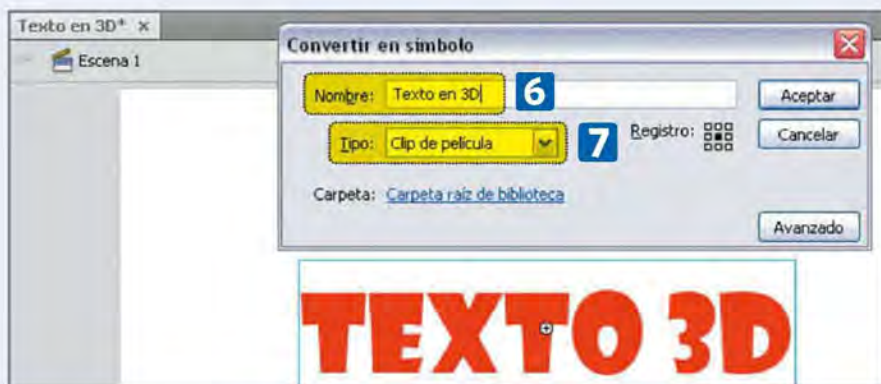 Texto en 3D* x
Escena 1
Convertir en símbolo
Nombre: Texto en 3D 6
Aceptar
Tipo: Clip de película 7 Registro:
Cancelar
Carpeta: Carpeta raíz de biblioteca
Avanzado
TEXTO 3D